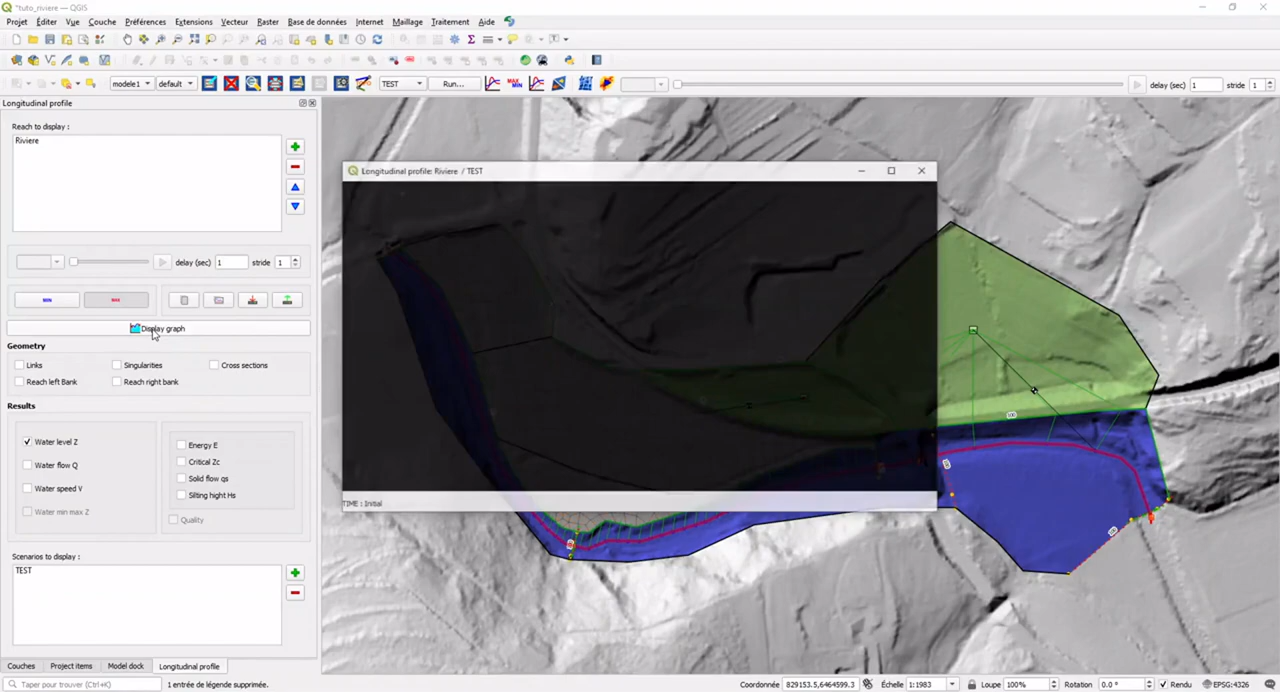 *tuto_riviere — QGIS
Projet Éditer Vue Couche Préférences Extensions Vecteur Raster Base de données Internet Maillage Traitement Aide
modele1 default TEST Run... MAX MIN delay (sec) 1 stride 1
Longitudinal profile
Reach to display :
Riviere
Longitudinal profile: Riviere / TEST
delay (sec) 1 stride 1
MIN MAX
Display graph
Geometry
Links Singularities Cross sections
Reach left Bank Reach right bank
Results
Water level Z Energy E
Water flow Q Critical Zc
Water speed V Solid flow qs
Silting hight Hs
Water min max Z Quality
TIME : Initial
Scenarios to display :
TEST
Couches Project items Model dock Longitudinal profile
Taper pour trouver (Ctrl+K) 1 entrée de légende supprimée. Coordonnée 829153.5,6464599.3 Échelle 1:1983 Loupe 100% Rotation 0.0 ° Rendu EPSG:4326